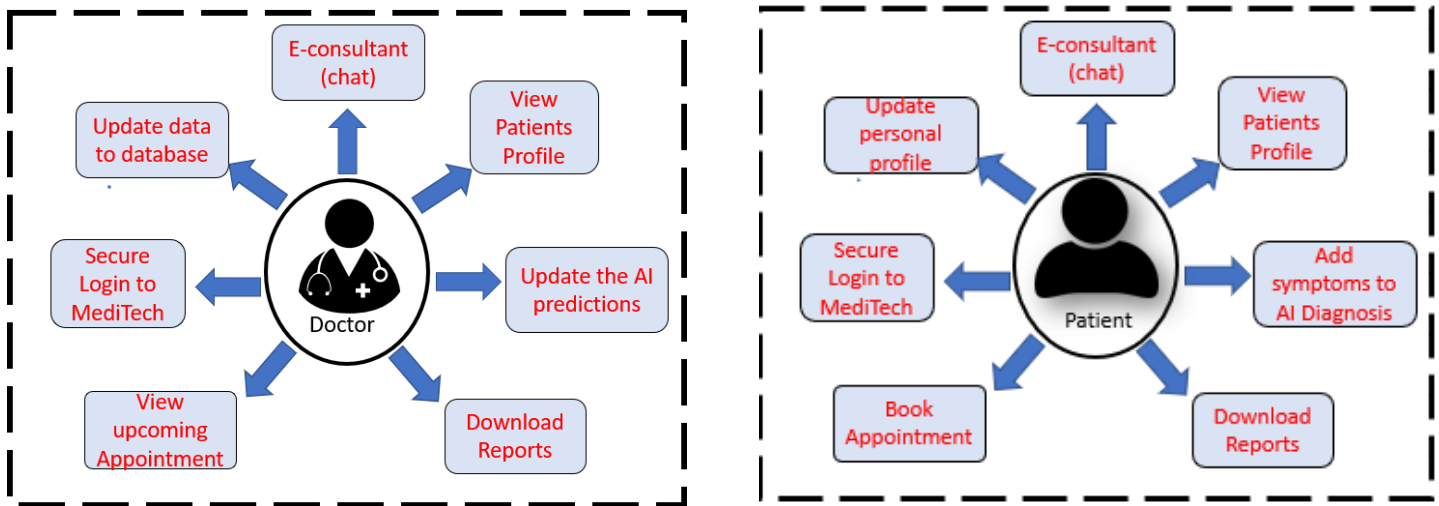 E-consultant
(chat)
View
Patients
Profile
Update data
to database
Secure
Login to
MediTech
Update the AI
predictions
Doctor
View
upcoming
Appointment
Download
Reports
E-consultant
(chat)
View
Patients
Profile
Update
personal
profile
Secure
Login to
MediTech
Add
symptoms to
AI Diagnosis
Patient
Book
Appointment
Download
Reports